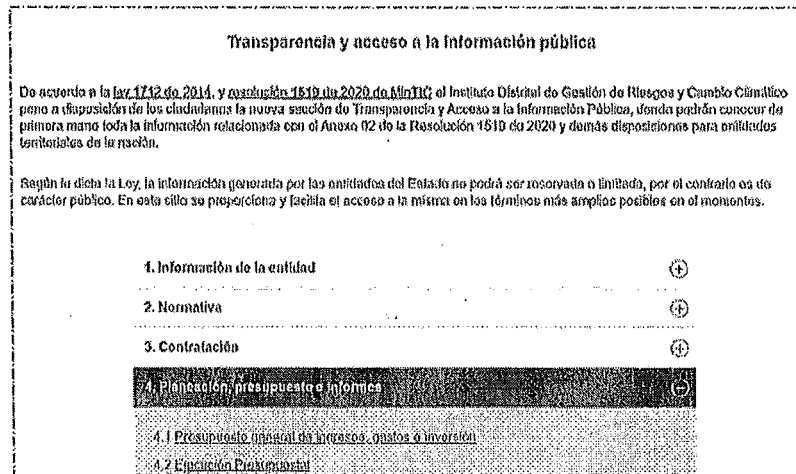 Transparencia y acceso a la información pública
De acuerdo a la ley 1712 de 2014, y resolución 1519 de 2020 de MinTIC el Instituto Distrital de Gestión de Riesgos y Cambio Climático
pone a disposición de los ciudadanos la nueva sección de Transparencia y Acceso a la Información Pública, donde podrán conocer de
primera mano toda la información relacionada con el Anexo 02 de la Resolución 1519 de 2020 y demás disposiciones para entidades
territoriales de la nación.
Según lo dicta la Ley, la información generada por las entidades del Estado no podrá ser reservada o limitada, por el contrario es de
carácter público. En este sitio se proporciona y facilita el acceso a la misma en los términos más amplios posibles en el momentos.
1. Información de la entidad
2. Normativa
3. Contratación
4. Planeación, presupuesto e informes
4.1 Presupuesto general de ingresos, gastos e inversión
4.2 Ejecución Presupuestal